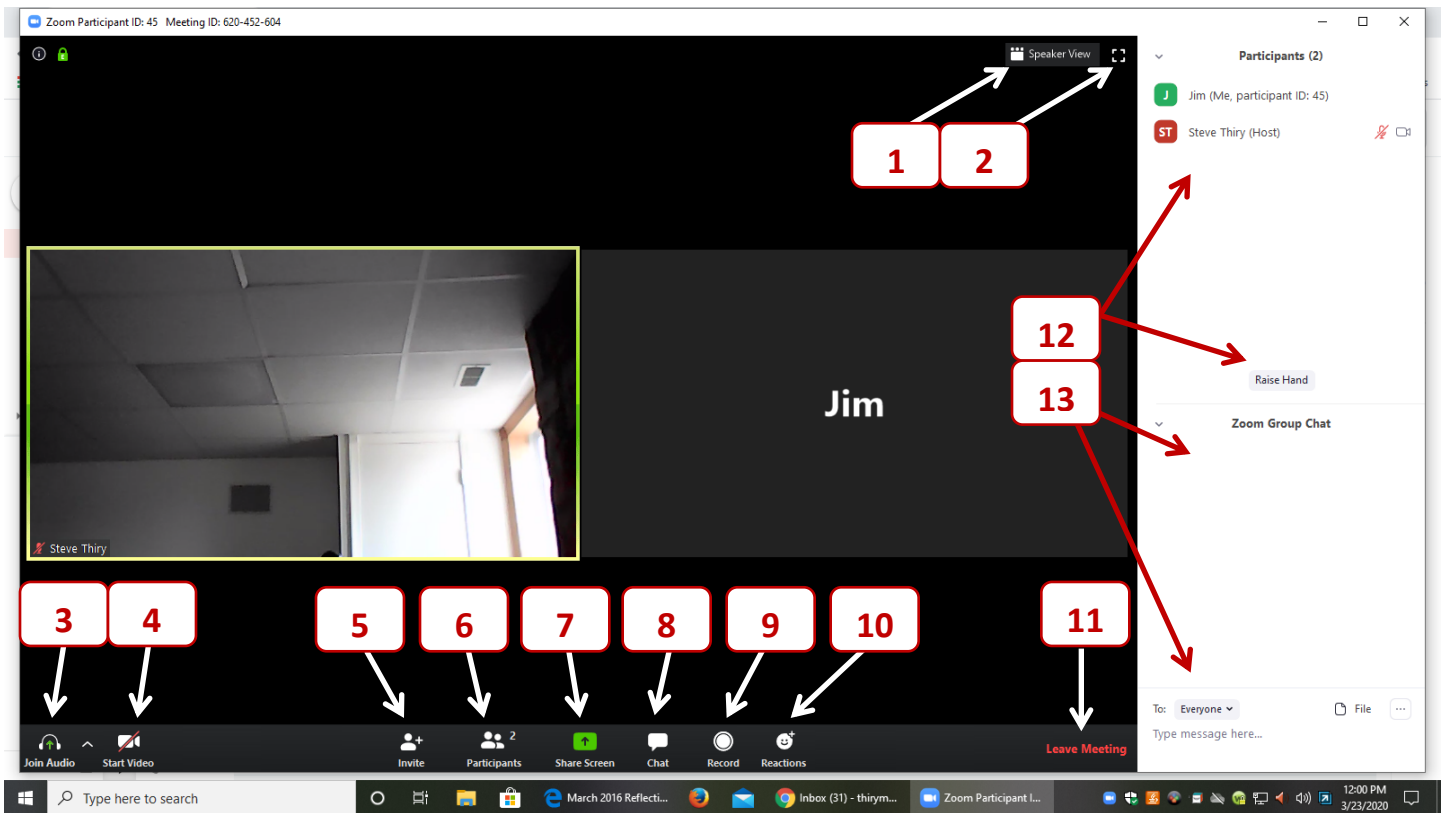 Zoom Participant ID: 45 Meeting ID: 620-452-604
Speaker View
Participants (2)
J Jim (Me, participant ID: 45)
ST Steve Thiry (Host)
1 2
12
13
Jim
Raise Hand
Zoom Group Chat
Steve Thiry
3 4 5 6 7 8 9 10 11
To: Everyone File ...
Type message here...
2
Join Audio Start Video Invite Participants Share Screen Chat Record Reactions Leave Meeting
Type here to search March 2016 Reflecti... Inbox (31) - thirym... Zoom Participant I... 12:00 PM
3/23/2020